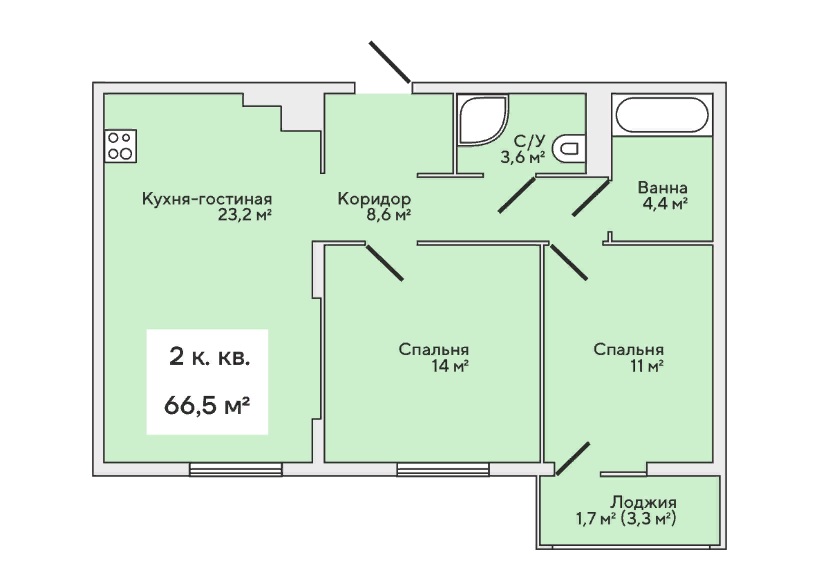 С/У
3,6 м²
Кухня-гостиная
23,2 м²
Коридор
8,6 м²
Ванна
4,4 м²
Спальня
14 м²
Спальня
11 м²
2 к. кв.
66,5 м²
Лоджия
1,7 м² (3,3 м²)